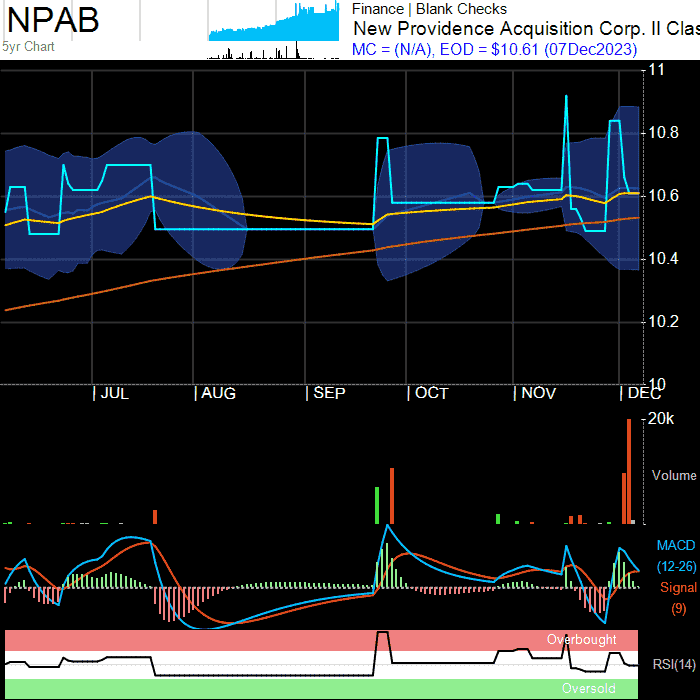 NPAB
5yr Chart
Finance | Blank Checks
New Providence Acquisition Corp. II Clas
MC = (N/A), EOD = $10.61 (07Dec2023)
11
10.8
10.6
10.4
10.2
10
JUL
AUG
SEP
OCT
NOV
DEC
20k
Volume
MACD
(12-26)
Signal
(9)
Overbought
RSI(14)
Oversold